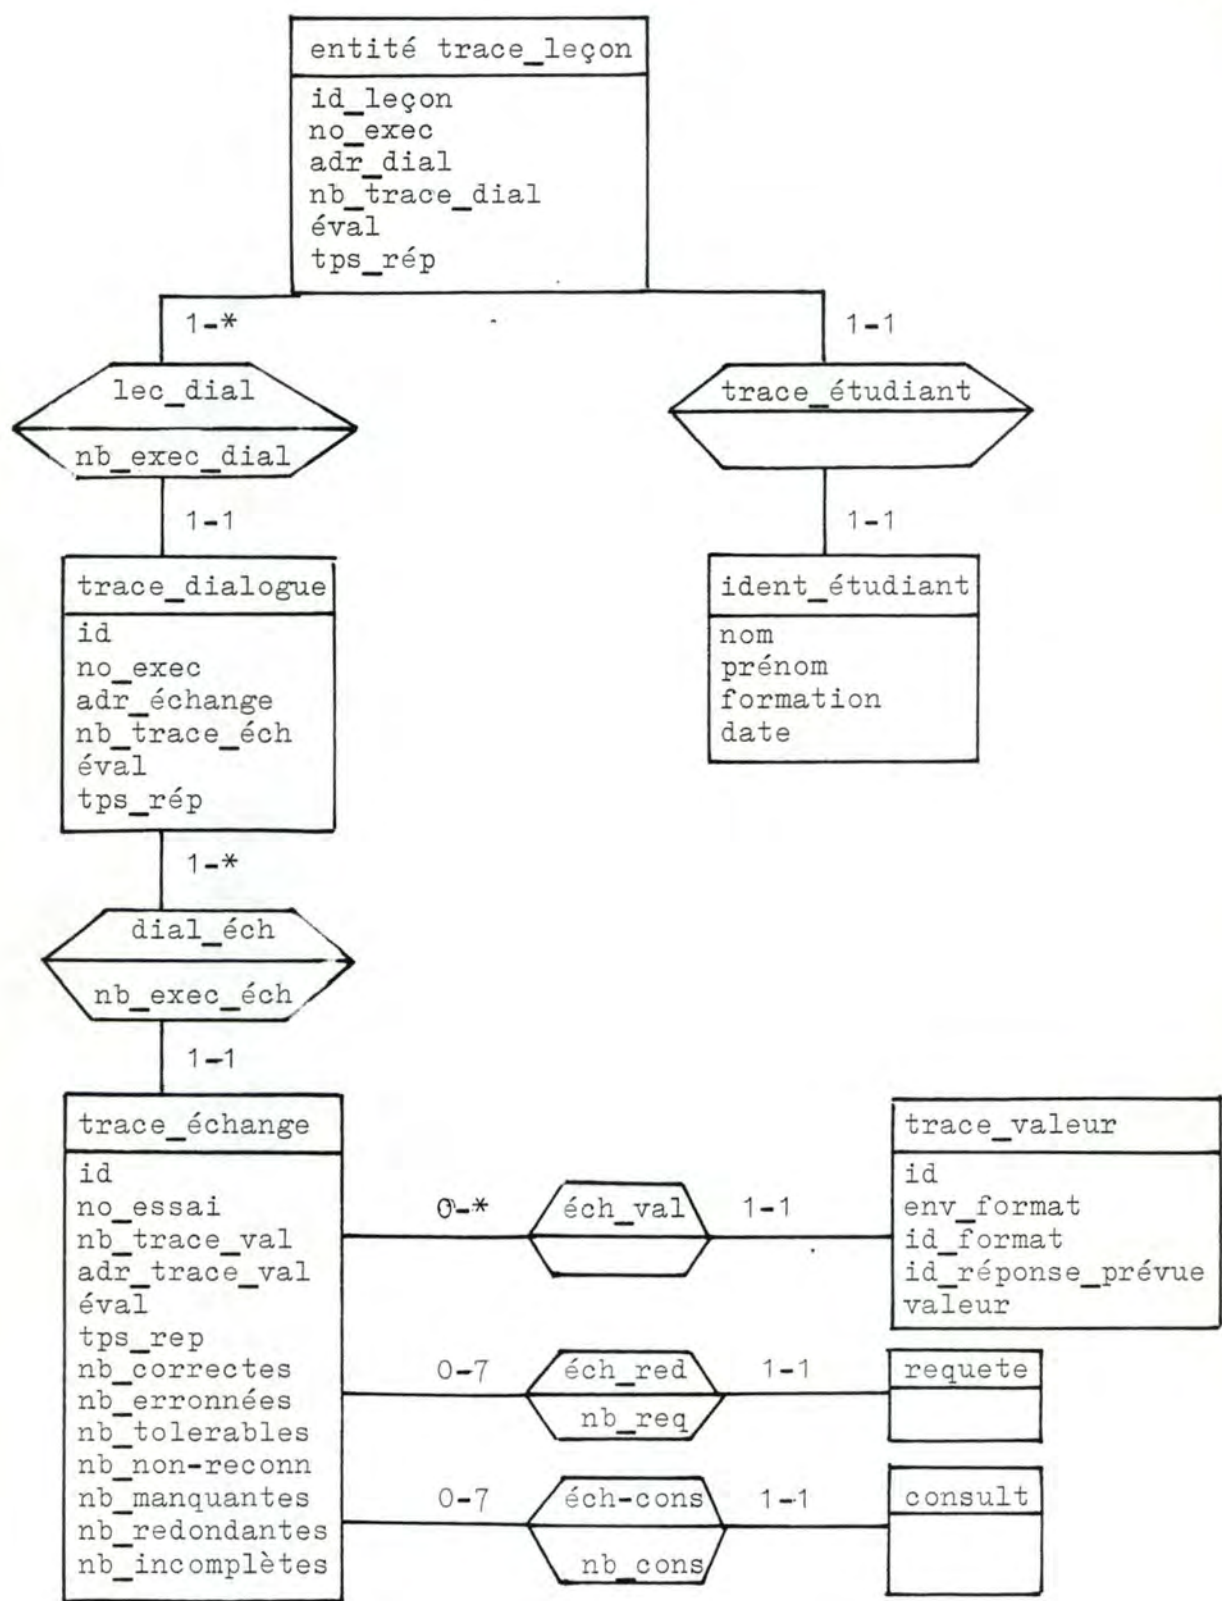 entité trace_leçon
id_leçon
no_exec
adr_dial
nb_trace_dial
éval
tps_rép
1-*
1-1
lec_dial
nb_exec_dial
trace_étudiant
1-1
1-1
trace_dialogue
id
no_exec
adr_échange
nb_trace_éch
éval
tps_rép
ident_étudiant
nom
prénom
formation
date
1-*
dial_éch
nb_exec_éch
1-1
trace_échange
id
no_essai
nb_trace_val
adr_trace_val
éval
tps_rep
nb_correctes
nb_erronnées
nb_tolerables
nb_non-reconn
nb_manquantes
nb_redondantes
nb_incomplètes
0-*
éch_val
1-1
trace_valeur
id
env_format
id_format
id_réponse_prévue
valeur
0-7
éch_red
nb_req
1-1
requete
0-7
éch-cons
nb_cons
1-1
consult